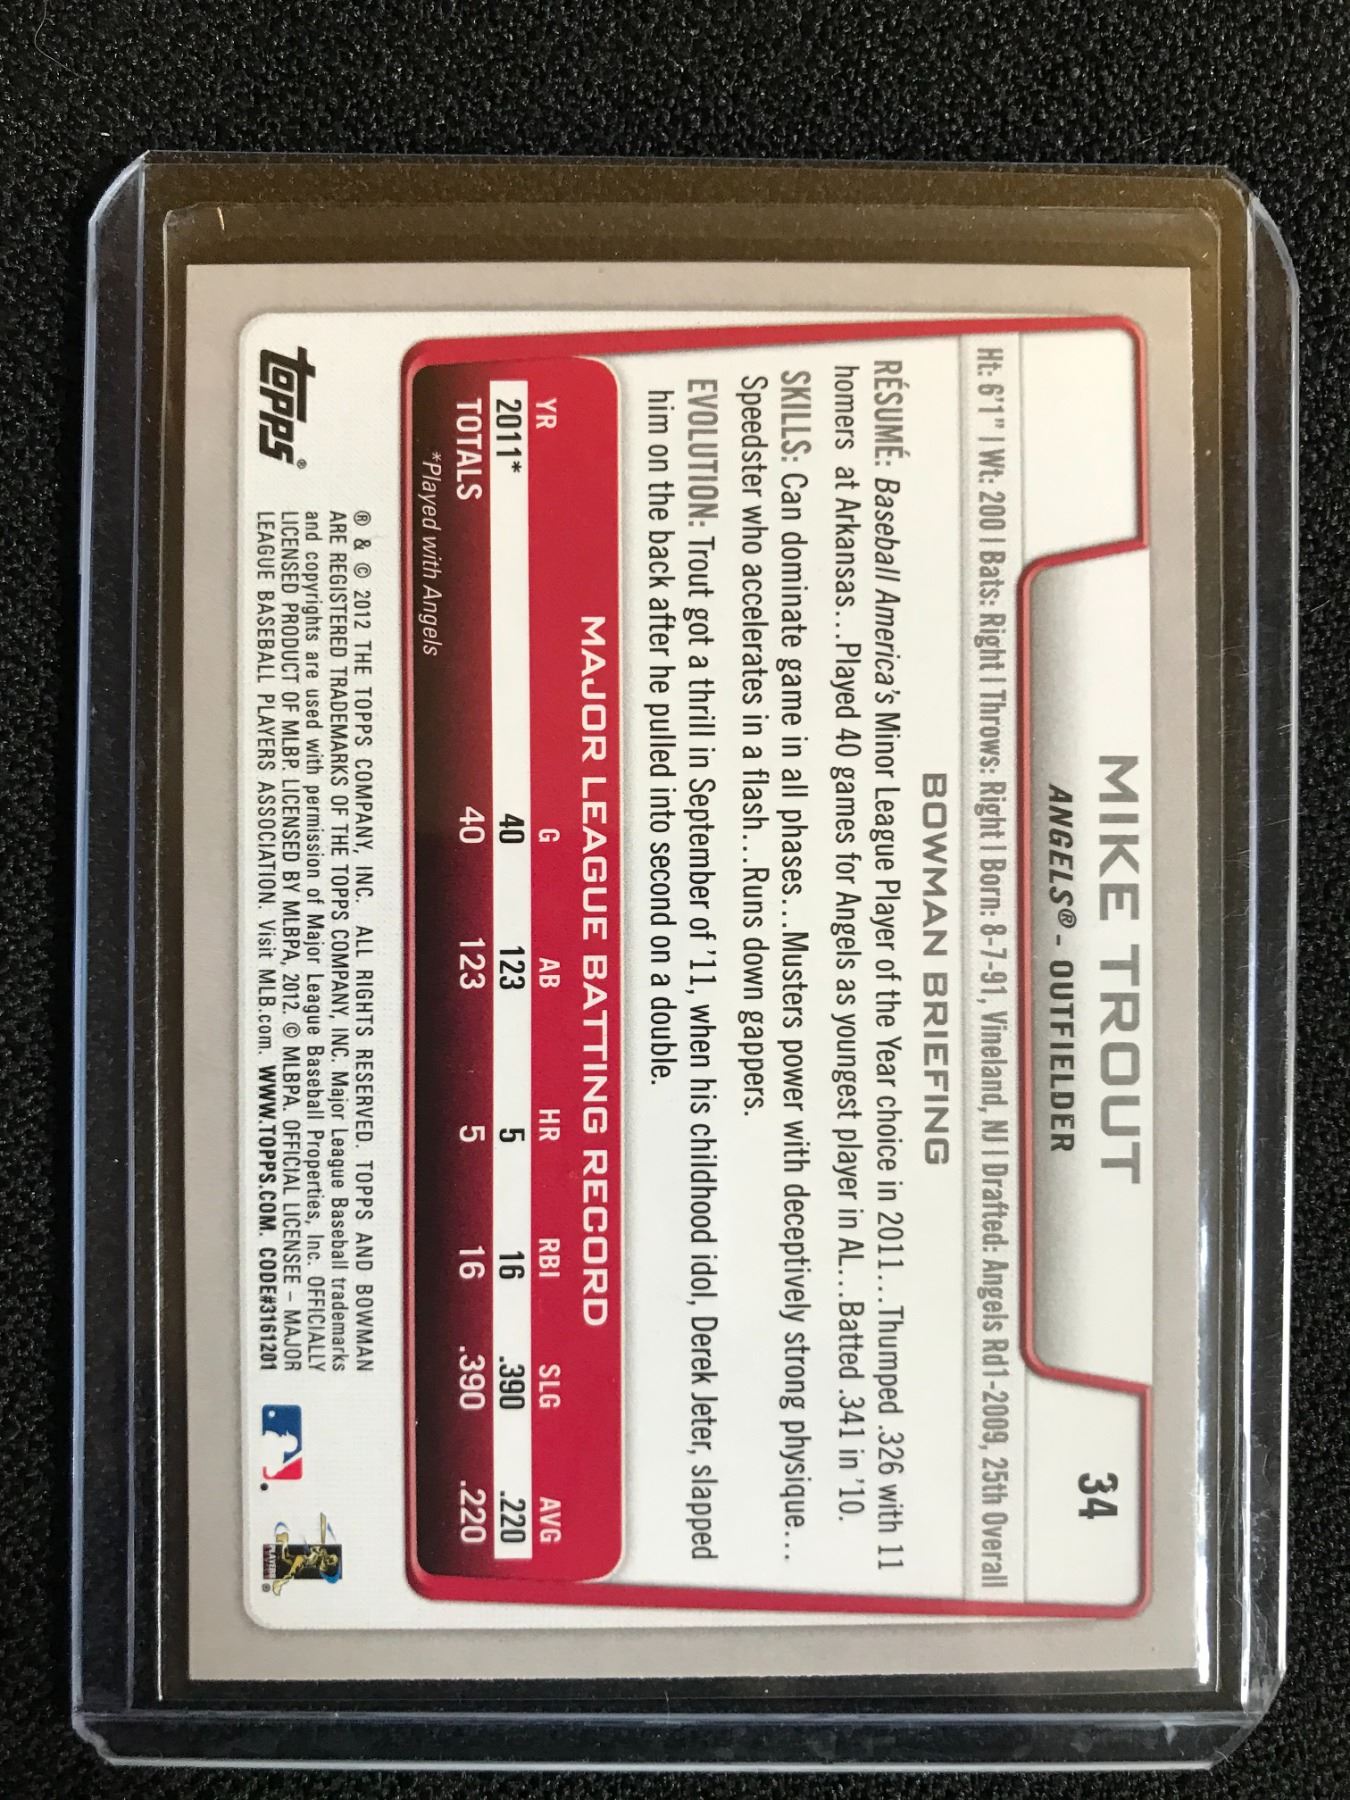 34
MIKE TROUT
ANGELS® - OUTFIELDER
Ht: 6'1" | Wt: 200 | Bats: Right | Throws: Right | Born: 8-7-91, Vineland, NJ | Drafted: Angels Rd1-2009, 25th Overall
BOWMAN BRIEFING
RÉSUMÉ: Baseball America's Minor League Player of the Year choice in 2011...Thumped .326 with 11
homers at Arkansas...Played 40 games for Angels as youngest player in AL...Batted .341 in '10.
SKILLS: Can dominate game in all phases...Musters power with deceptively strong physique...
Speedster who accelerates in a flash...Runs down gappers.
EVOLUTION: Trout got a thrill in September of '11, when his childhood idol, Derek Jeter, slapped
him on the back after he pulled into second on a double.
MAJOR LEAGUE BATTING RECORD
YR G AB HR RBI SLG AVG
2011* 40 123 5 16 .390 .220
TOTALS 40 123 5 16 .390 .220
*Played with Angels
topps®
® & © 2012 THE TOPPS COMPANY, INC. ALL RIGHTS RESERVED. TOPPS AND BOWMAN
ARE REGISTERED TRADEMARKS OF THE TOPPS COMPANY, INC. Major League Baseball trademarks
and copyrights are used with permission of Major League Baseball Properties, Inc. OFFICIALLY
LICENSED PRODUCT OF MLBP. LICENSED BY MLBPA, 2012. © MLBPA. OFFICIAL LICENSEE – MAJOR
LEAGUE BASEBALL PLAYERS ASSOCIATION. Visit MLB.com. WWW.TOPPS.COM. CODE#3161201